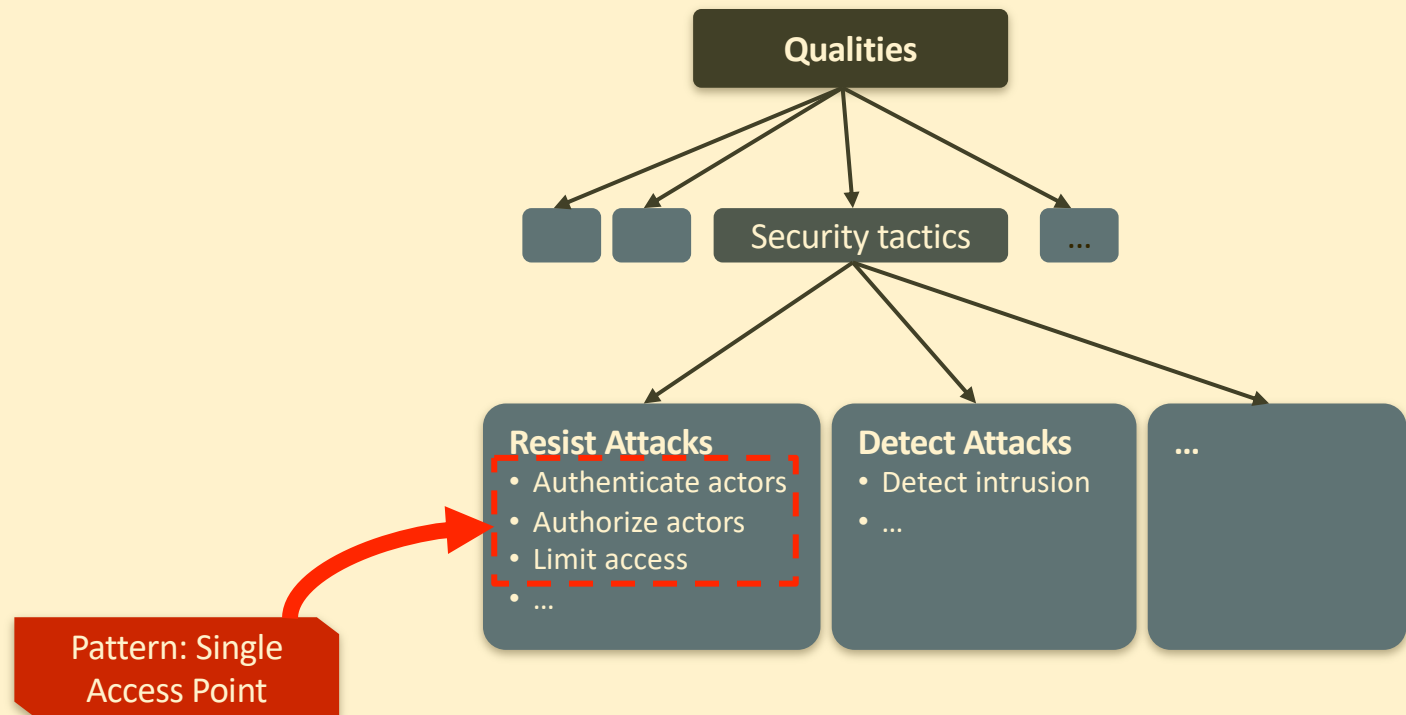 Qualities
Security tactics
...
Resist Attacks
• Authenticate actors
• Authorize actors
• Limit access
• ...
Detect Attacks
• Detect intrusion
• ...
...
Pattern: Single
Access Point